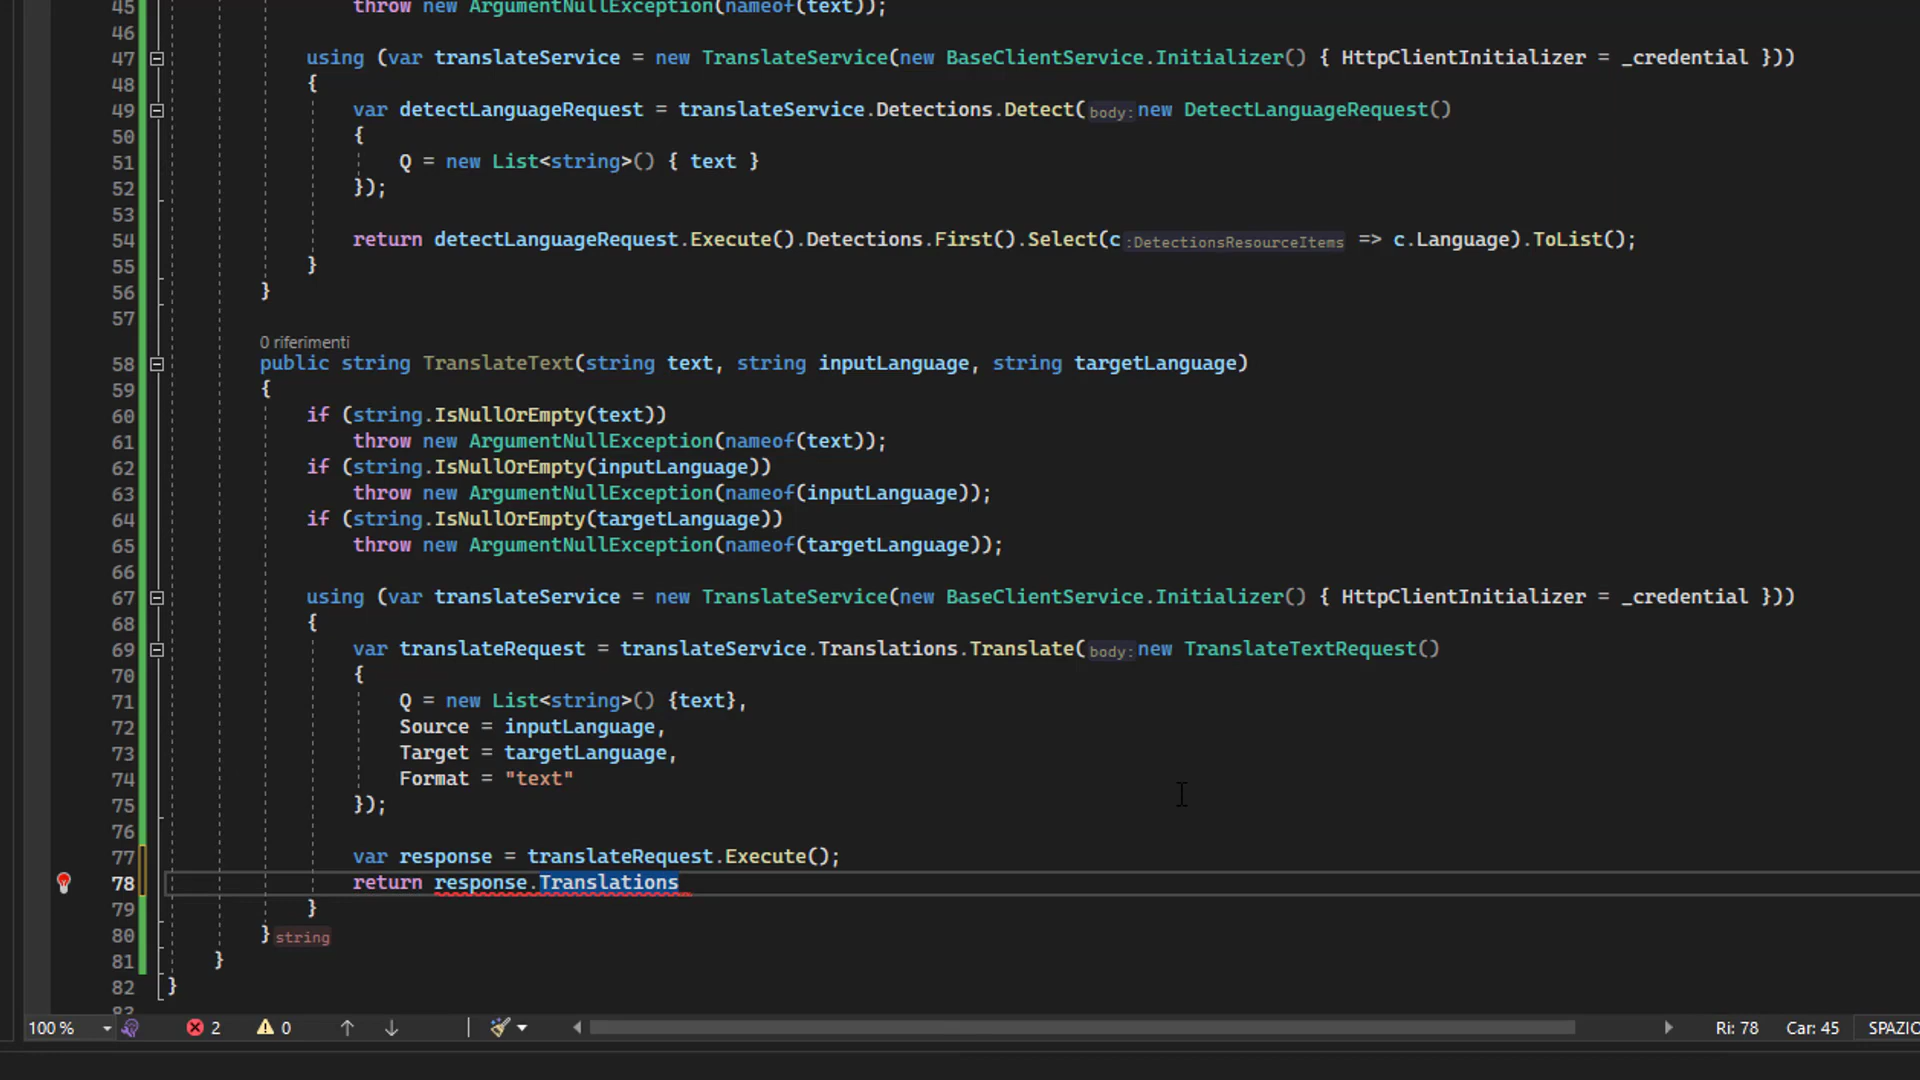 45 throw new ArgumentNullException(nameof(text));
46
47 using (var translateService = new TranslateService(new BaseClientService.Initializer() { HttpClientInitializer = _credential }))
48 {
49 var detectLanguageRequest = translateService.Detections.Detect(body: new DetectLanguageRequest()
50 {
51 Q = new List<string>() { text }
52 });
53
54 return detectLanguageRequest.Execute().Detections.First().Select(c :DetectionsResourceItems => c.Language).ToList();
55 }
56 }
57
0 riferimenti
58 public string TranslateText(string text, string inputLanguage, string targetLanguage)
59 {
60 if (string.IsNullOrEmpty(text))
61 throw new ArgumentNullException(nameof(text));
62 if (string.IsNullOrEmpty(inputLanguage))
63 throw new ArgumentNullException(nameof(inputLanguage));
64 if (string.IsNullOrEmpty(targetLanguage))
65 throw new ArgumentNullException(nameof(targetLanguage));
66
67 using (var translateService = new TranslateService(new BaseClientService.Initializer() { HttpClientInitializer = _credential }))
68 {
69 var translateRequest = translateService.Translations.Translate(body: new TranslateTextRequest()
70 {
71 Q = new List<string>() {text},
72 Source = inputLanguage,
73 Target = targetLanguage,
74 Format = "text"
75 });
76
77 var response = translateRequest.Execute();
78 return response.Translations
79 }
80 } string
81 }
82 }
83
100 % 2 0 Ri: 78 Car: 45 SPAZIO